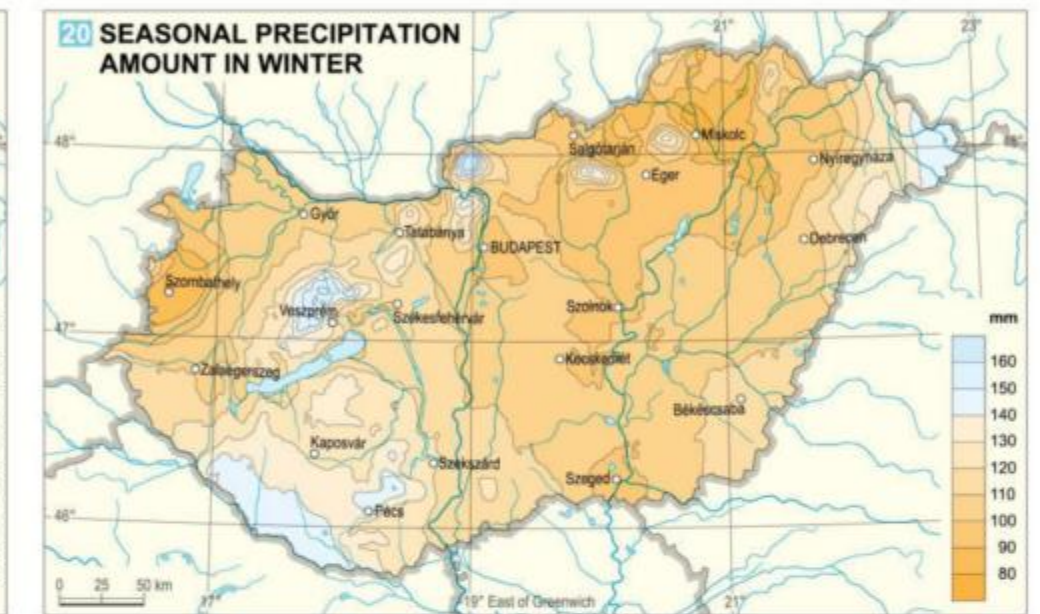 20 SEASONAL PRECIPITATION
AMOUNT IN WINTER
21°
23°
48°
Miskolc
Salgótarján
Nyíregyháza
Eger
Győr
Tatabánya
Debrecen
BUDAPEST
Szombathely
Veszprém
Székesfehérvár
Szolnok
47°
Zalaegerszeg
Kecskemét
Békéscsaba
Kaposvár
Szekszárd
Szeged
Pécs
46°
mm
160
150
140
130
120
110
100
90
80
0 25 50 km
17°
19° East of Greenwich
21°